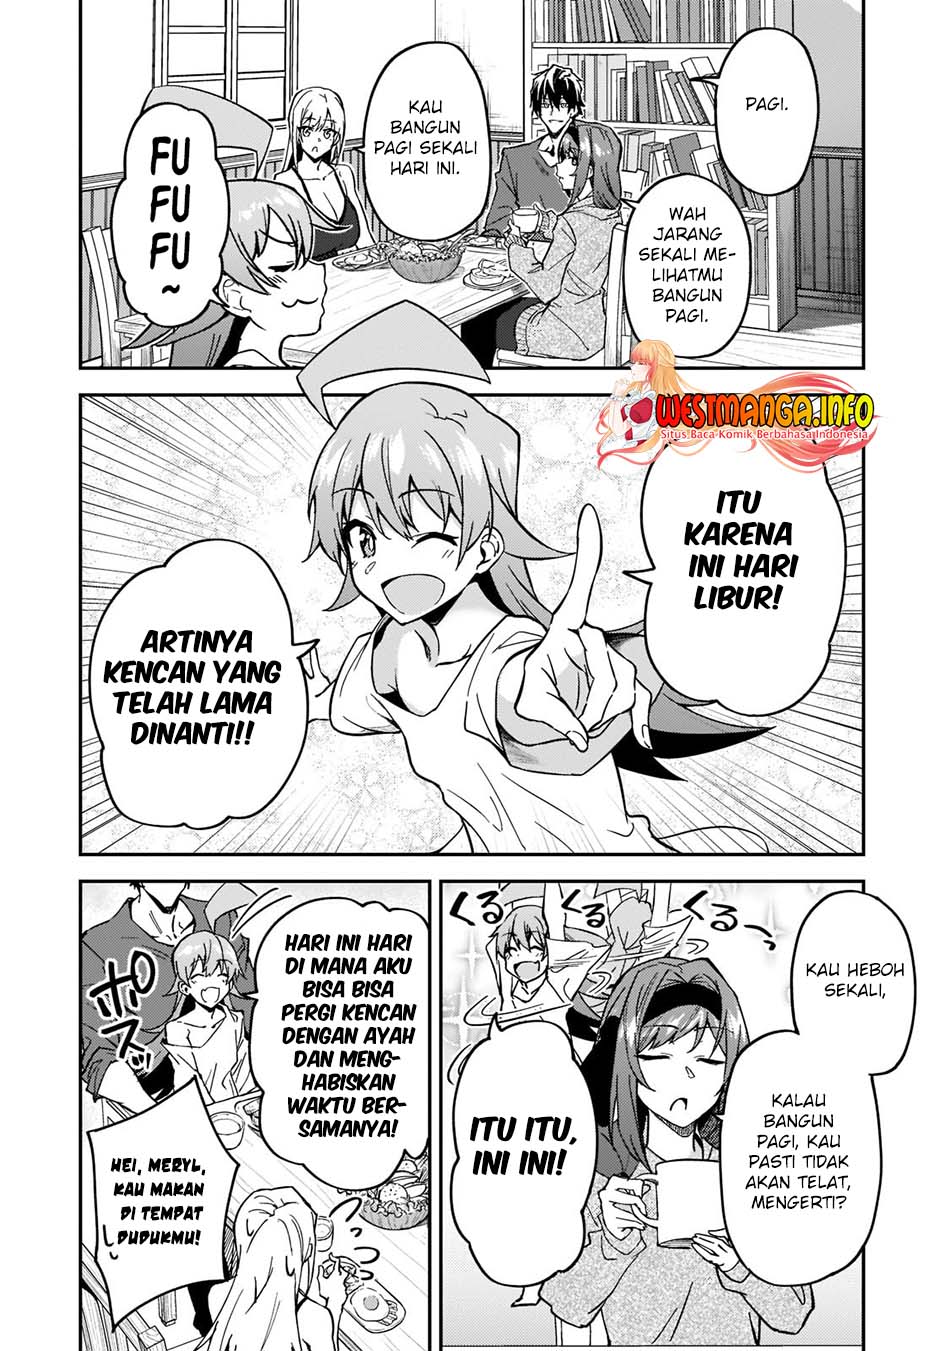 PAGI.
WAH
JARANG
SEKALI ME-
LIHATMU
BANGUN
PAGI.
KAU
BANGUN
PAGI SEKALI
HARI INI.
FU
FU
FU
~
WESTMANGA.INFO
Situs Baca Komik Berbahasa Indonesia
ITU
KARENA
INI HARI
LIBUR!
ARTINYA
KENCAN YANG
TELAH LAMA
DINANTI!!
KAU HEBOH
SEKALI,
KALAU
BANGUN
PAGI, KAU
PASTI TIDAK
AKAN TELAT,
MENGERTI?
くる
くる
くる
ITU ITU,
INI INI!
HARI INI HARI
DI MANA AKU
BISA BISA
PERGI KENCAN
DENGAN AYAH
DAN MENG-
HABISKAN
WAKTU BER-
SAMANYA!
ポスッ
HEI, MERYL,
KAU MAKAN
DI TEMPAT
DUDUKMU!